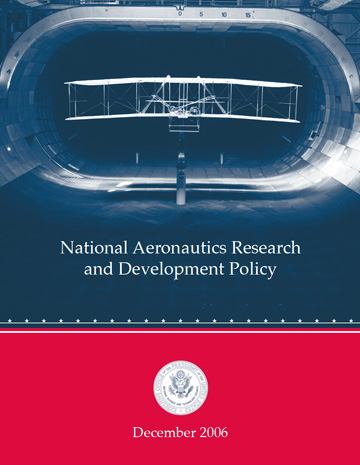 0 5 10 15
National Aeronautics Research
and Development Policy
December 2006